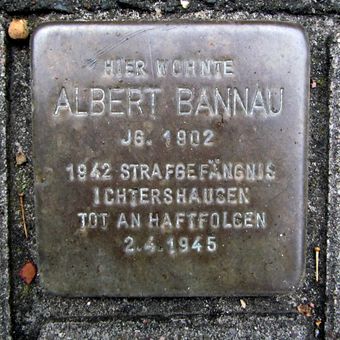 HIER WOHNTE
ALBERT BANNAU
JG. 1902
1942 STRAFGEFÄNGNIS
ICHTERSHAUSEN
TOT AN HAFTFOLGEN
2.4.1945